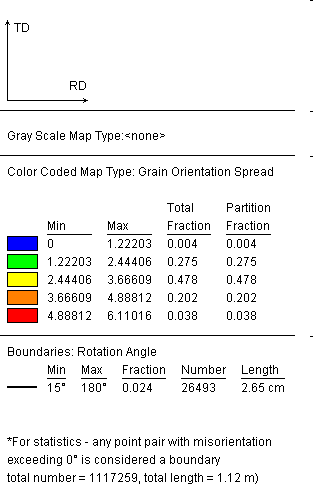 TD
RD
Gray Scale Map Type:<none>
Color Coded Map Type: Grain Orientation Spread
Total Partition
Min Max Fraction Fraction
0 1.22203 0.004 0.004
1.22203 2.44406 0.275 0.275
2.44406 3.66609 0.478 0.478
3.66609 4.88812 0.202 0.202
4.88812 6.11016 0.038 0.038
Boundaries: Rotation Angle
Min Max Fraction Number Length
15° 180° 0.024 26493 2.65 cm
*For statistics - any point pair with misorientation
exceeding 0° is considered a boundary
total number = 1117259, total length = 1.12 m)